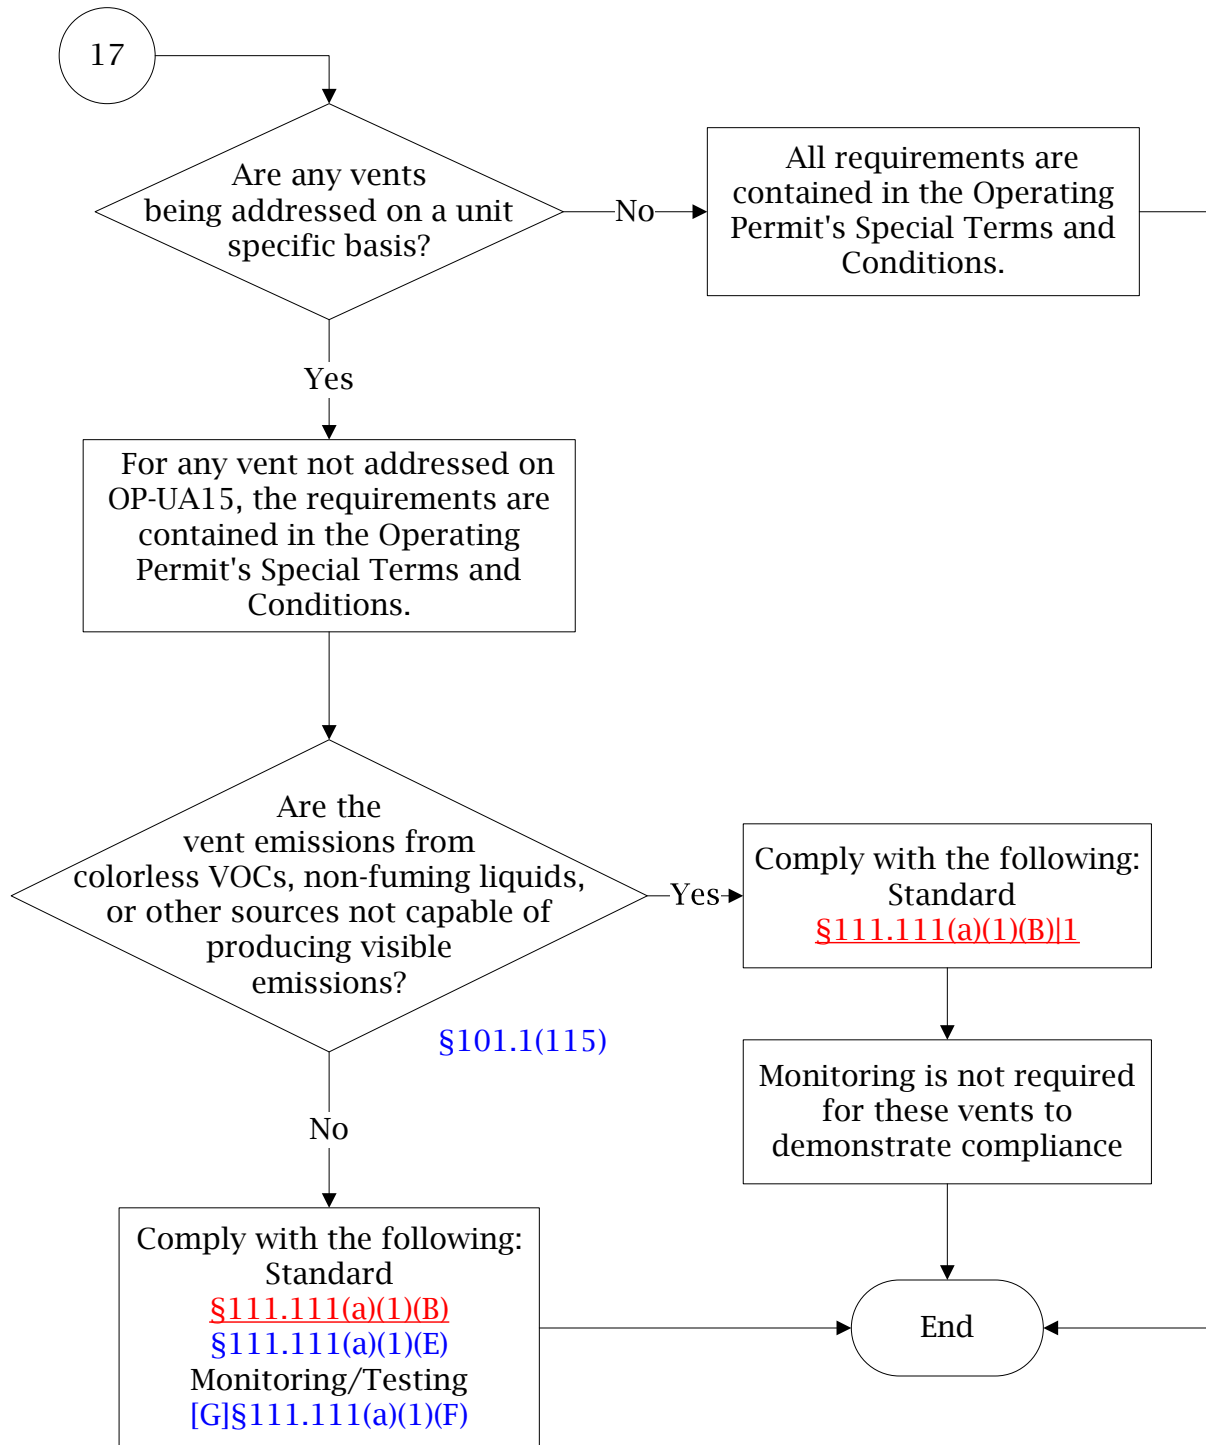 17
Are any vents
being addressed on a unit
specific basis?
No
All requirements are
contained in the Operating
Permit's Special Terms and
Conditions.
Yes
For any vent not addressed on
OP-UA15, the requirements are
contained in the Operating
Permit's Special Terms and
Conditions.
Are the
vent emissions from
colorless VOCs, non-fuming liquids,
or other sources not capable of
producing visible
emissions?
§101.1(115)
Yes
Comply with the following:
Standard
§111.111(a)(1)(B)|1
Monitoring is not required
for these vents to
demonstrate compliance
No
Comply with the following:
Standard
§111.111(a)(1)(B)
§111.111(a)(1)(E)
Monitoring/Testing
[G]§111.111(a)(1)(F)
End